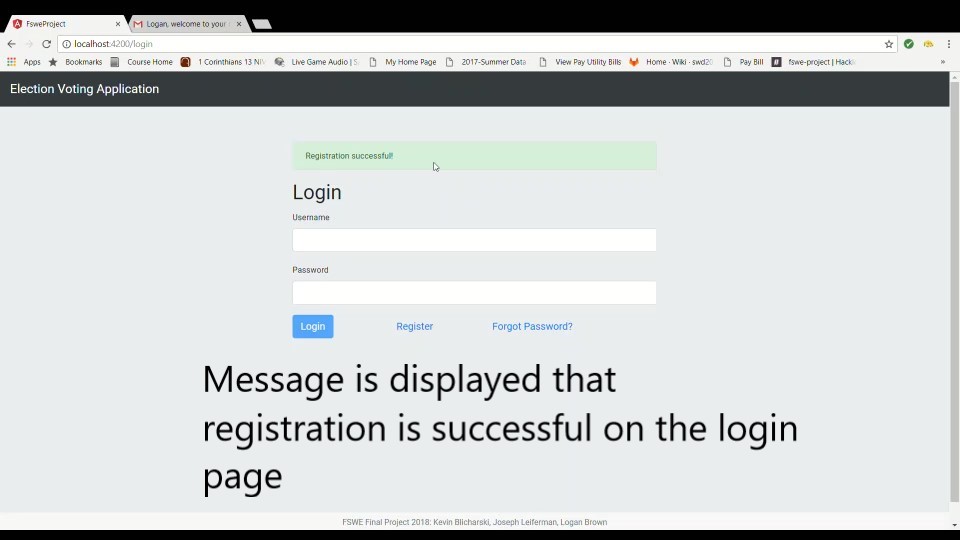 FsweProject
Logan, welcome to your
localhost:4200/login
Apps Bookmarks Course Home 1 Corinthians 13 NIV Live Game Audio | S My Home Page 2017-Summer Data View Pay Utility Bills Home · Wiki · swd20 Pay Bill fswe-project | Hack
Election Voting Application
Registration successful!
Login
Username
Password
Login Register Forgot Password?
Message is displayed that
registration is successful on the login
page
FSWE Final Project 2018: Kevin Blicharski, Joseph Leiferman, Logan Brown